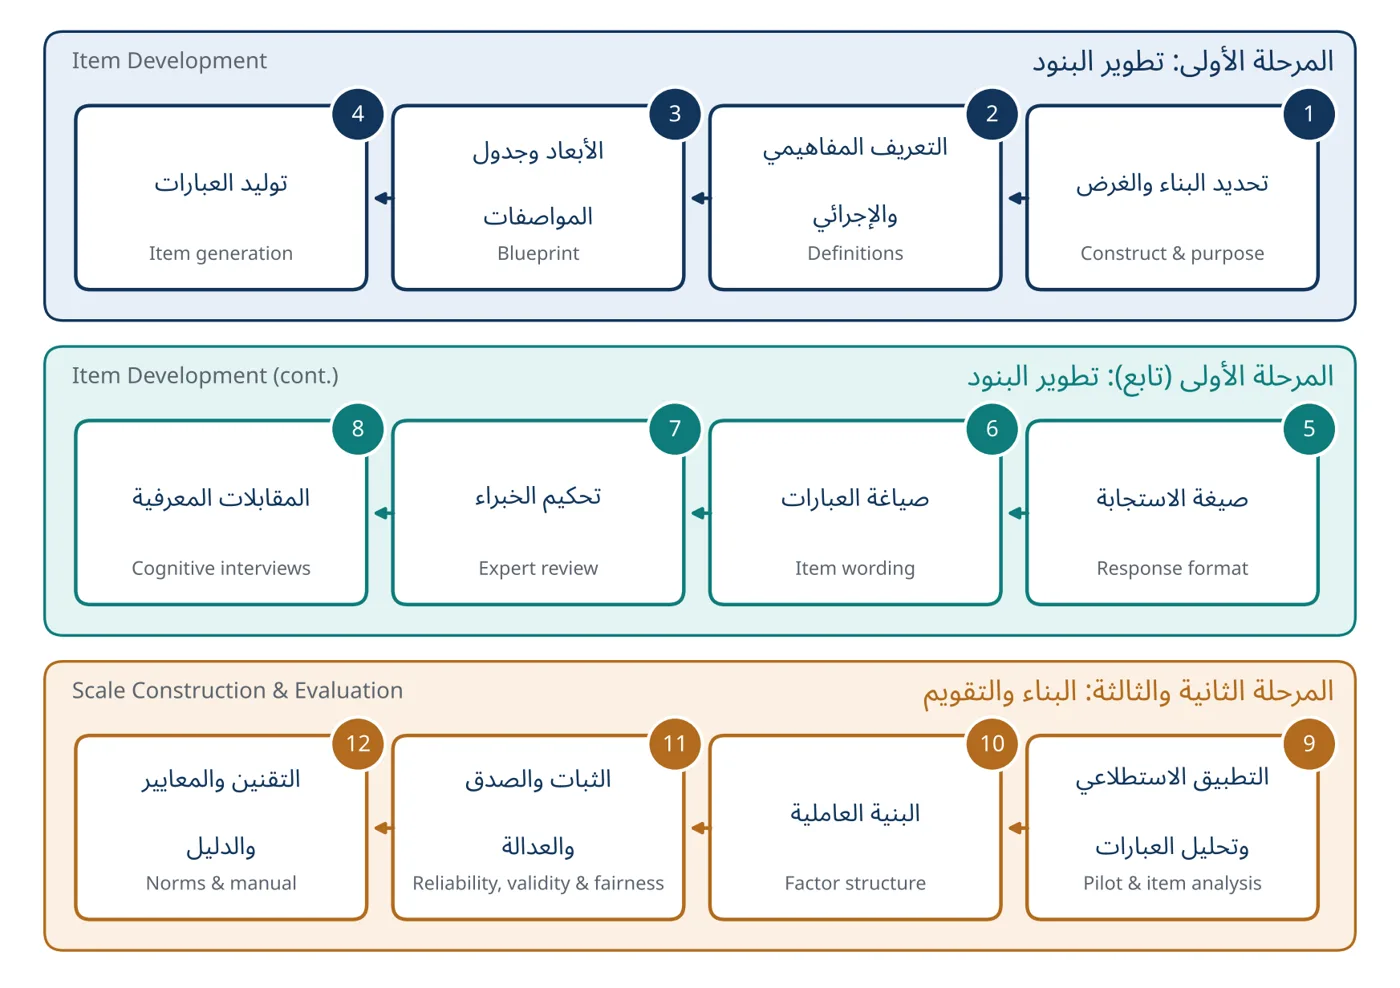 المرحلة الأولى: تطوير البنود
Item Development
1
تحديد البناء والغرض
Construct & purpose
2
التعريف المفاهيمي
والإجرائي
Definitions
3
الأبعاد وجدول
المواصفات
Blueprint
4
توليد العبارات
Item generation
المرحلة الأولى (تابع): تطوير البنود
Item Development (cont.)
5
صيغة الاستجابة
Response format
6
صياغة العبارات
Item wording
7
تحكيم الخبراء
Expert review
8
المقابلات المعرفية
Cognitive interviews
المرحلة الثانية والثالثة: البناء والتقويم
Scale Construction & Evaluation
9
التطبيق الاستطلاعي
وتحليل العبارات
Pilot & item analysis
10
البنية العاملية
Factor structure
11
الثبات والصدق
والعدالة
Reliability, validity & fairness
12
التقنين والمعايير
والدليل
Norms & manual